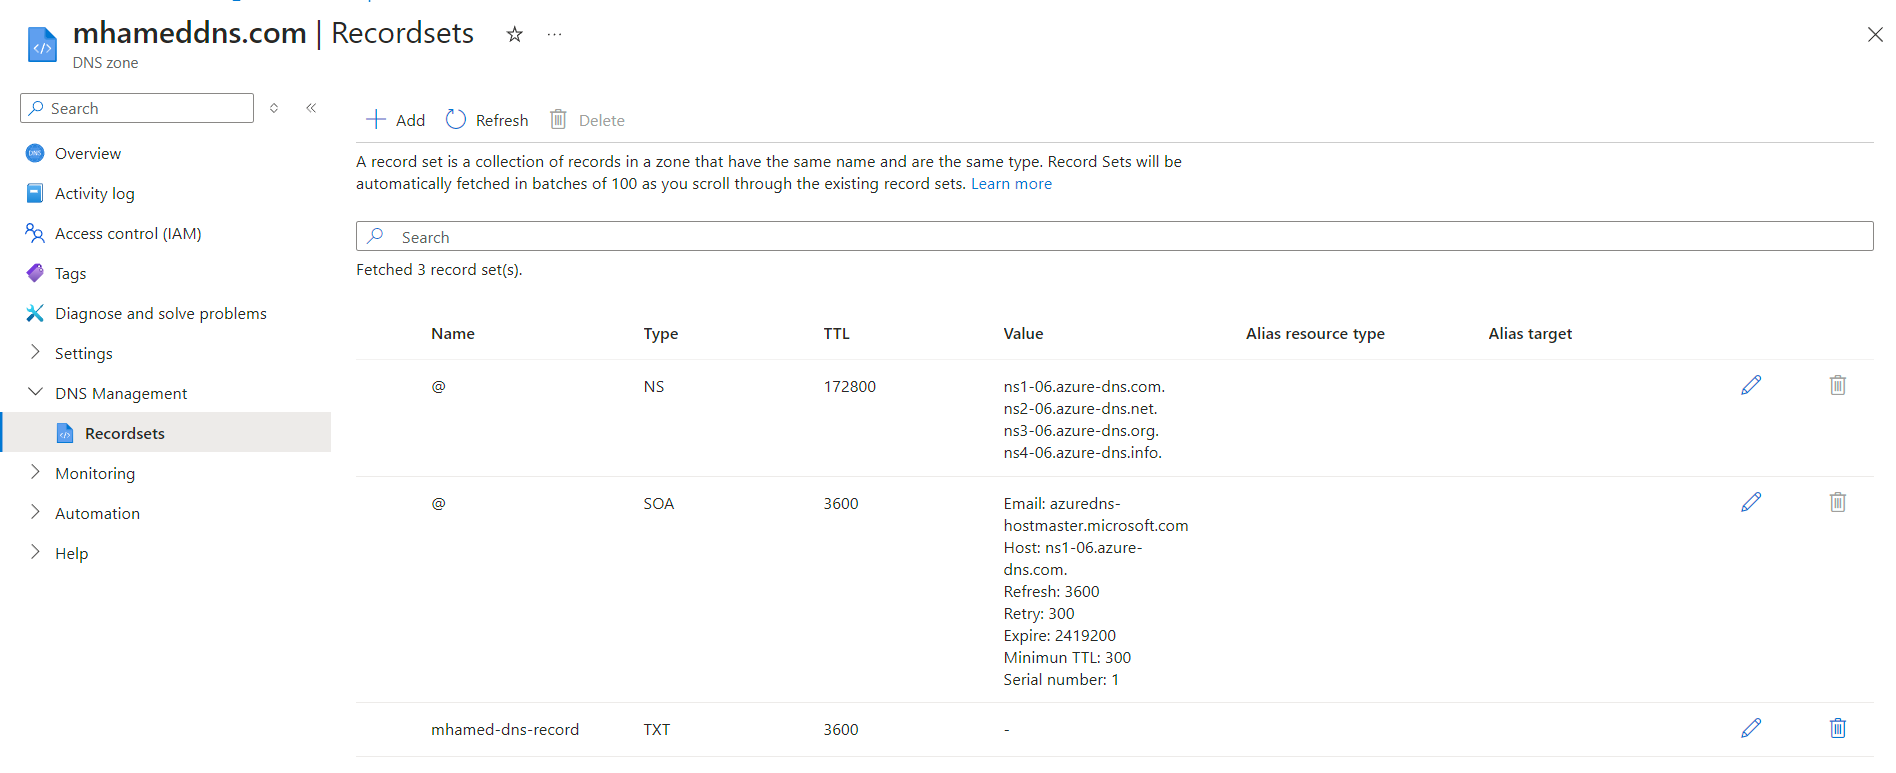 mhameddns.com | Recordsets
DNS zone
Search
Overview
Activity log
Access control (IAM)
Tags
Diagnose and solve problems
Settings
DNS Management
Recordsets
Monitoring
Automation
Help
Add Refresh Delete
A record set is a collection of records in a zone that have the same name and are the same type. Record Sets will be
automatically fetched in batches of 100 as you scroll through the existing record sets. Learn more
Search
Fetched 3 record set(s).
Name Type TTL Value Alias resource type Alias target
@ NS 172800 ns1-06.azure-dns.com.
ns2-06.azure-dns.net.
ns3-06.azure-dns.org.
ns4-06.azure-dns.info.
@ SOA 3600 Email: azuredns-
hostmaster.microsoft.com
Host: ns1-06.azure-
dns.com.
Refresh: 3600
Retry: 300
Expire: 2419200
Minimun TTL: 300
Serial number: 1
mhamed-dns-record TXT 3600 -